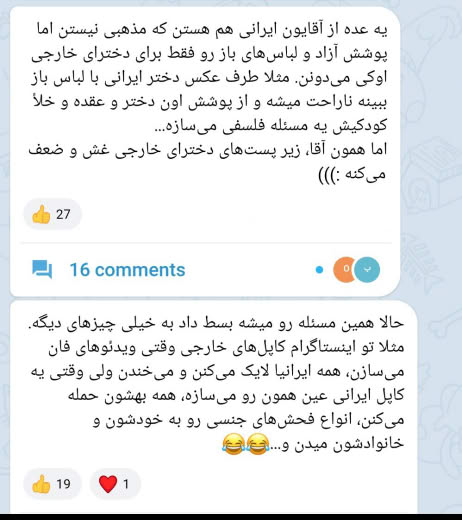 یه عده از آقایون ایرانی هم هستن که مذهبی نیستن اما
پوشش آزاد و لباس‌های باز رو فقط برای دخترای خارجی
اوکی می‌دونن. مثلا طرف عکس دختر ایرانی با لباس باز
ببینه ناراحت میشه و از پوشش اون دختر و عقده و خلأ
کودکیش یه مسئله فلسفی می‌سازه...
اما همون آقا، زیر پست‌های دخترای خارجی غش و ضعف
می‌کنه :)))
👍 27
16 comments
حالا همین مسئله رو میشه بسط داد به خیلی چیزهای دیگه.
مثلا تو اینستاگرام کاپل‌های خارجی وقتی ویدئوهای فان
می‌سازن، همه ایرانیا لایک می‌کنن و می‌خندن ولی وقتی یه
کاپل ایرانی عین همون رو می‌سازه، همه بهشون حمله
می‌کنن، انواع فحش‌های جنسی رو به خودشون و
خانوادشون میدن و...😂😂
👍 19 ❤️ 1